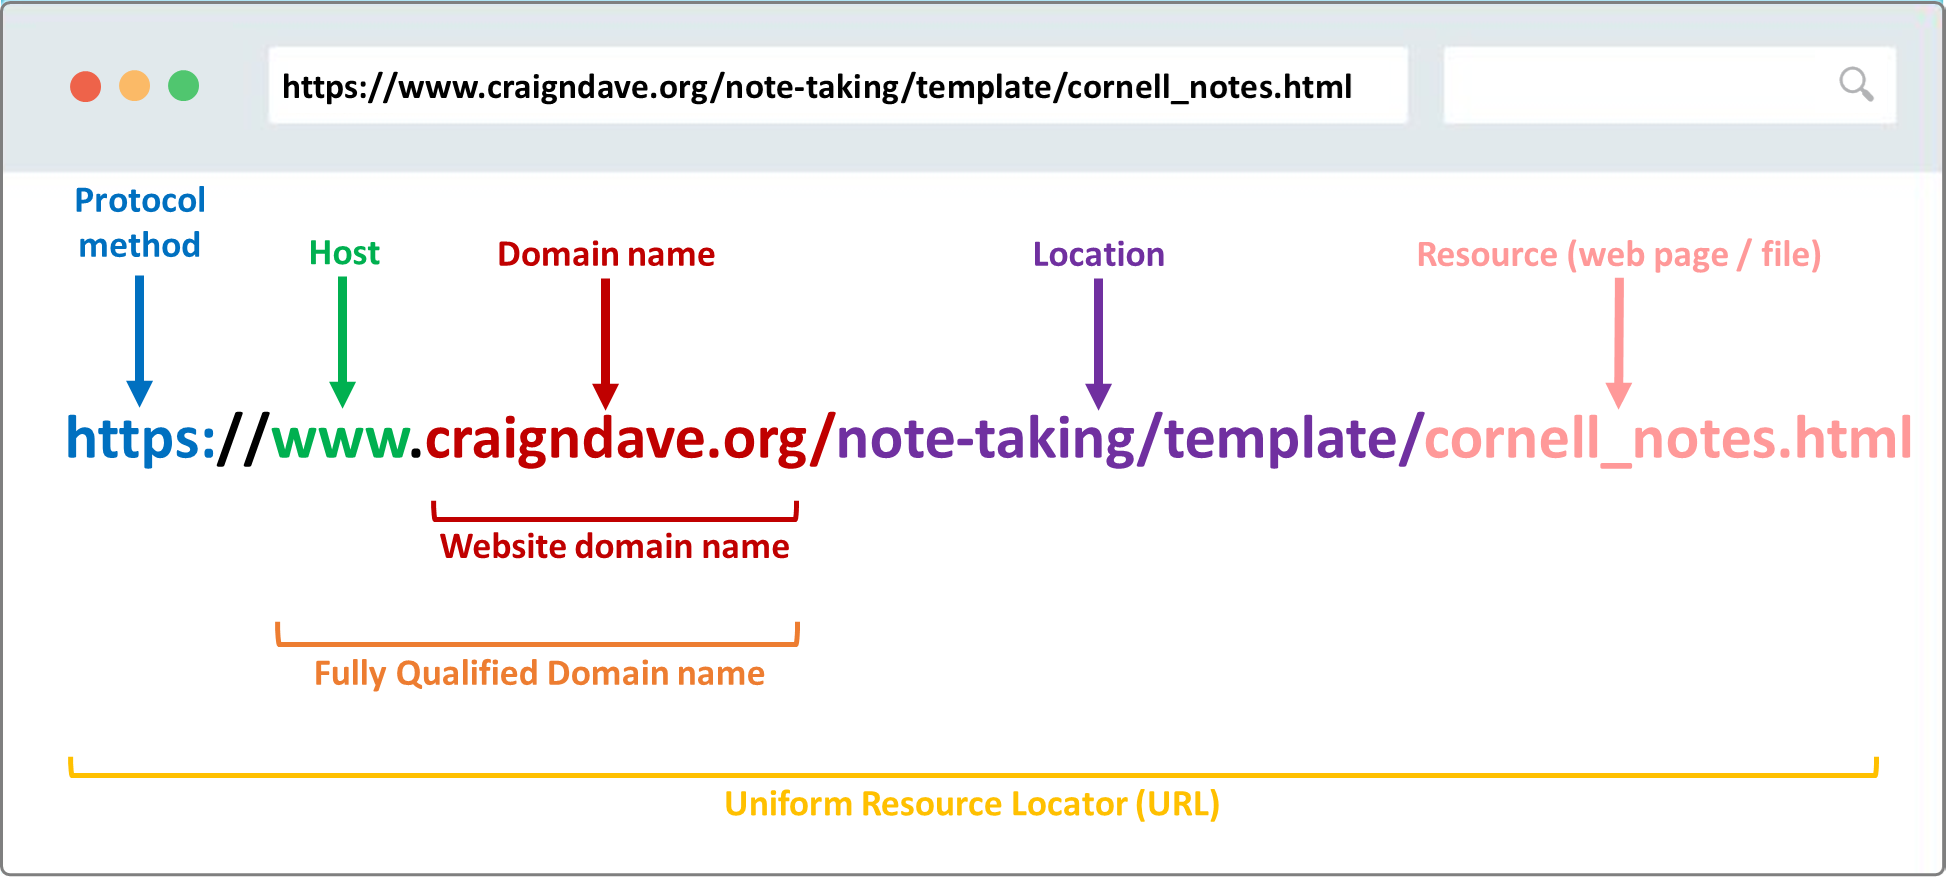 https://www.craigndave.org/note-taking/template/cornell_notes.html
Protocol
method
Host
Domain name
Location
Resource (web page / file)
https://www.craigndave.org/note-taking/template/cornell_notes.html
Website domain name
Fully Qualified Domain name
Uniform Resource Locator (URL)